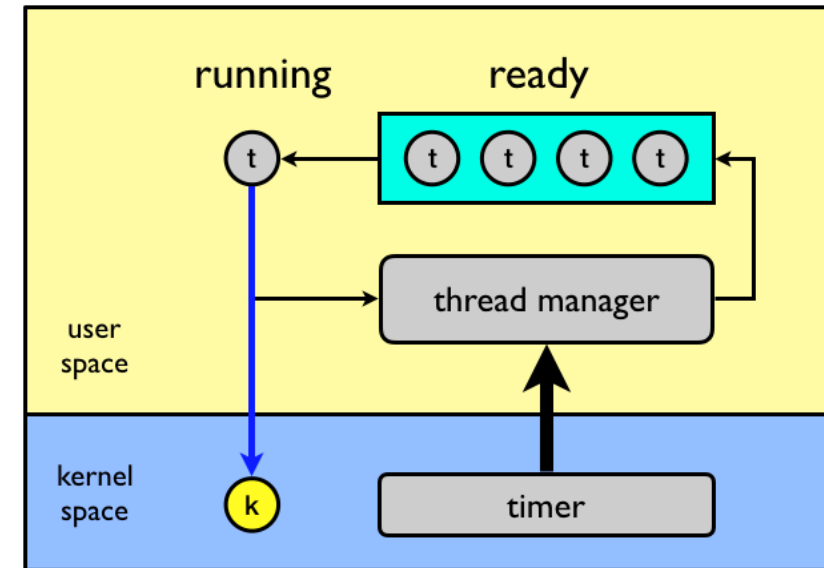 running
ready
t
t
t
t
t
thread manager
user
space
kernel
space
k
timer